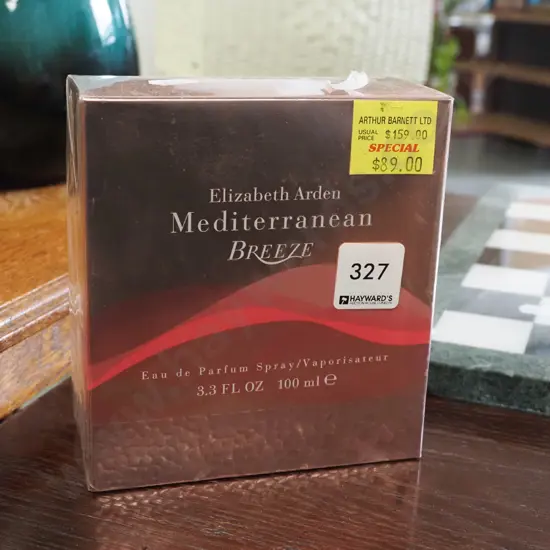 ARTHUR BARNETT LTD
USUAL PRICE $159.00
SPECIAL
$89.00
Elizabeth Arden
Mediterranean
BREEZE
327
HAYWARD'S
Eau de Parfum Spray/Vaporisateur
3.3 FL OZ 100 ml ℮